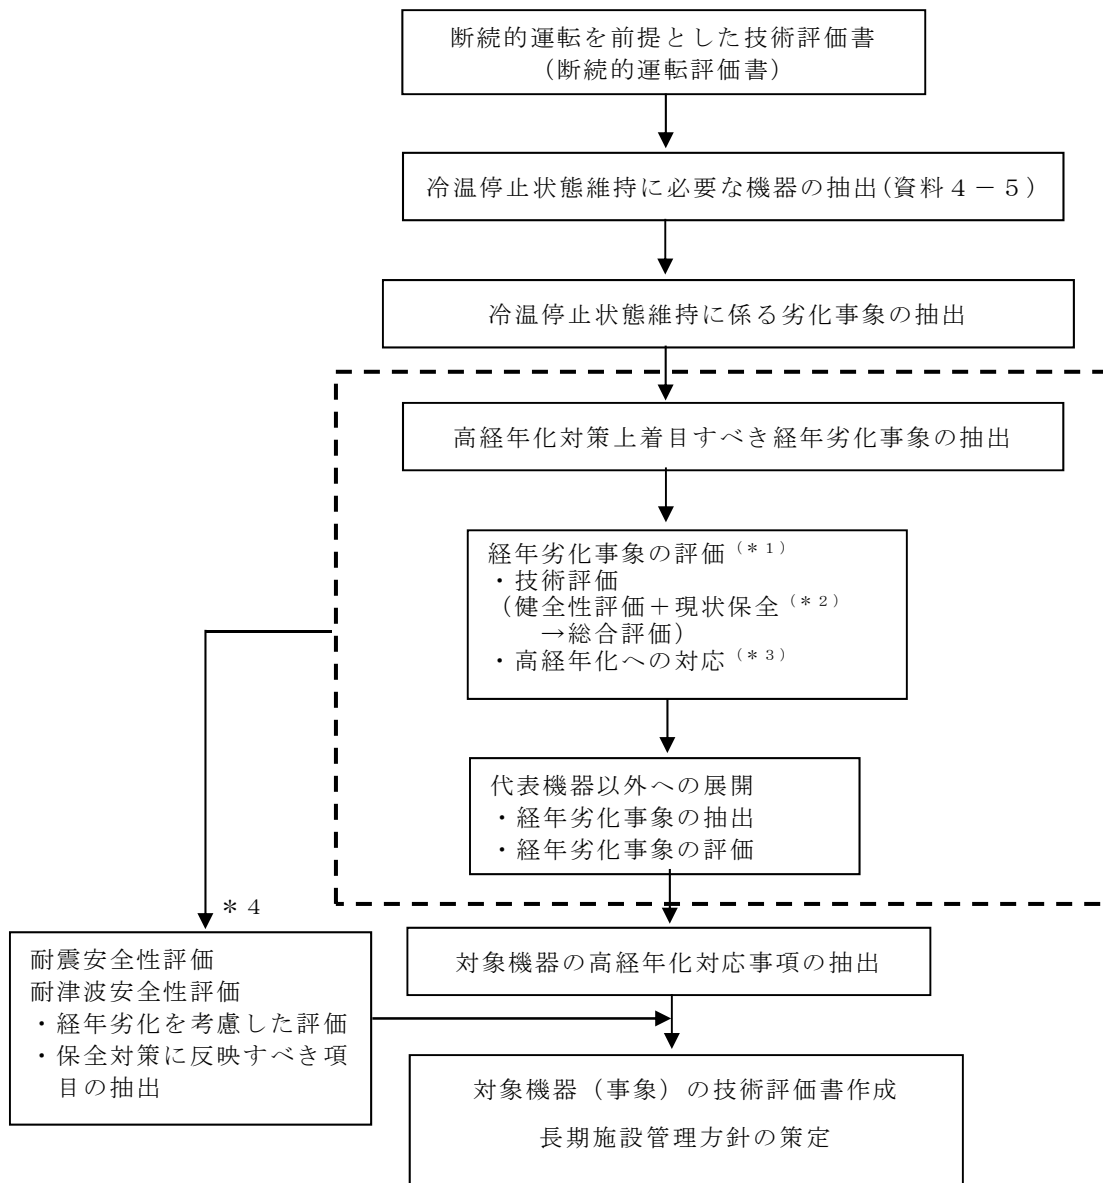 断続的運転を前提とした技術評価書
（断続的運転評価書）
冷温停止状態維持に必要な機器の抽出(資料４－５）
冷温停止状態維持に係る劣化事象の抽出
高経年化対策上着目すべき経年劣化事象の抽出
経年劣化事象の評価（＊１）
・技術評価
（健全性評価＋現状保全（＊２）
→総合評価）
・高経年化への対応（＊３）
代表機器以外への展開
・経年劣化事象の抽出
・経年劣化事象の評価
＊４
耐震安全性評価
耐津波安全性評価
・経年劣化を考慮した評価
・保全対策に反映すべき項
目の抽出
対象機器の高経年化対応事項の抽出
対象機器（事象）の技術評価書作成
長期施設管理方針の策定